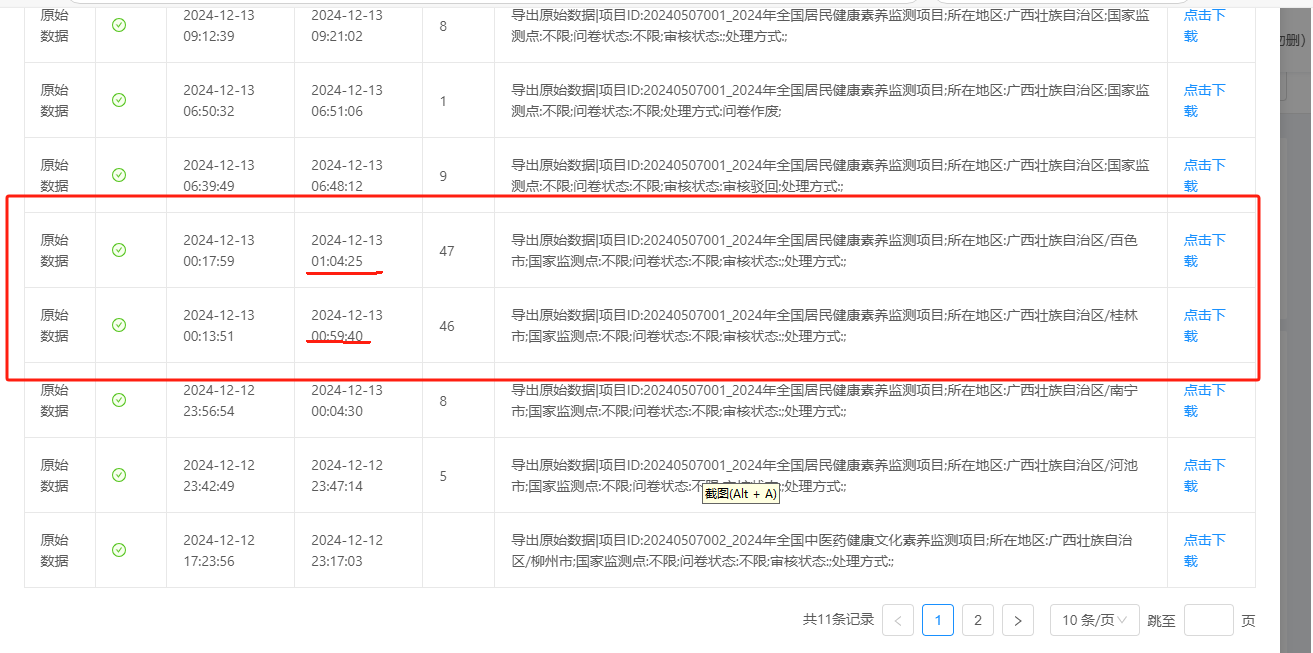 原始 2024-12-13 2024-12-13 8 导出原始数据|项目ID:20240507001_2024年全国居民健康素养监测项目;所在地区:广西壮族自治区;国家监 点击下
数据 09:12:39 09:21:02 测点:不限;问卷状态:不限;审核状态:;处理方式:; 载
勿删)
原始 2024-12-13 2024-12-13 1 导出原始数据|项目ID:20240507001_2024年全国居民健康素养监测项目;所在地区:广西壮族自治区;国家监 点击下
数据 06:50:32 06:51:06 测点:不限;问卷状态:不限;处理方式:问卷作废; 载
原始 2024-12-13 2024-12-13 9 导出原始数据|项目ID:20240507001_2024年全国居民健康素养监测项目;所在地区:广西壮族自治区;国家监 点击下
数据 06:39:49 06:48:12 测点:不限;问卷状态:不限;审核状态:审核驳回;处理方式:; 载
原始 2024-12-13 2024-12-13 47 导出原始数据|项目ID:20240507001_2024年全国居民健康素养监测项目;所在地区:广西壮族自治区/百色 点击下
数据 00:17:59 01:04:25 市;国家监测点:不限;问卷状态:不限;审核状态:;处理方式:; 载
原始 2024-12-13 2024-12-13 46 导出原始数据|项目ID:20240507001_2024年全国居民健康素养监测项目;所在地区:广西壮族自治区/桂林 点击下
数据 00:13:51 00:59:40 市;国家监测点:不限;问卷状态:不限;审核状态:;处理方式:; 载
原始 2024-12-12 2024-12-13 8 导出原始数据|项目ID:20240507001_2024年全国居民健康素养监测项目;所在地区:广西壮族自治区/南宁 点击下
数据 23:56:54 00:04:30 市;国家监测点:不限;问卷状态:不限;审核状态:;处理方式:; 载
原始 2024-12-12 2024-12-12 5 导出原始数据|项目ID:20240507001_2024年全国居民健康素养监测项目;所在地区:广西壮族自治区/河池 点击下
数据 23:42:49 23:47:14 市;国家监测点:不限;问卷状态:不 处理方式:; 载
截图(Alt + A)
原始 2024-12-12 2024-12-12 导出原始数据|项目ID:20240507002_2024年全国中医药健康文化素养监测项目;所在地区:广西壮族自治 点击下
数据 17:23:56 23:17:03 区/柳州市;国家监测点:不限;问卷状态:不限;审核状态:;处理方式:; 载
共11条记录 < 1 2 > 10 条/页 跳至 页